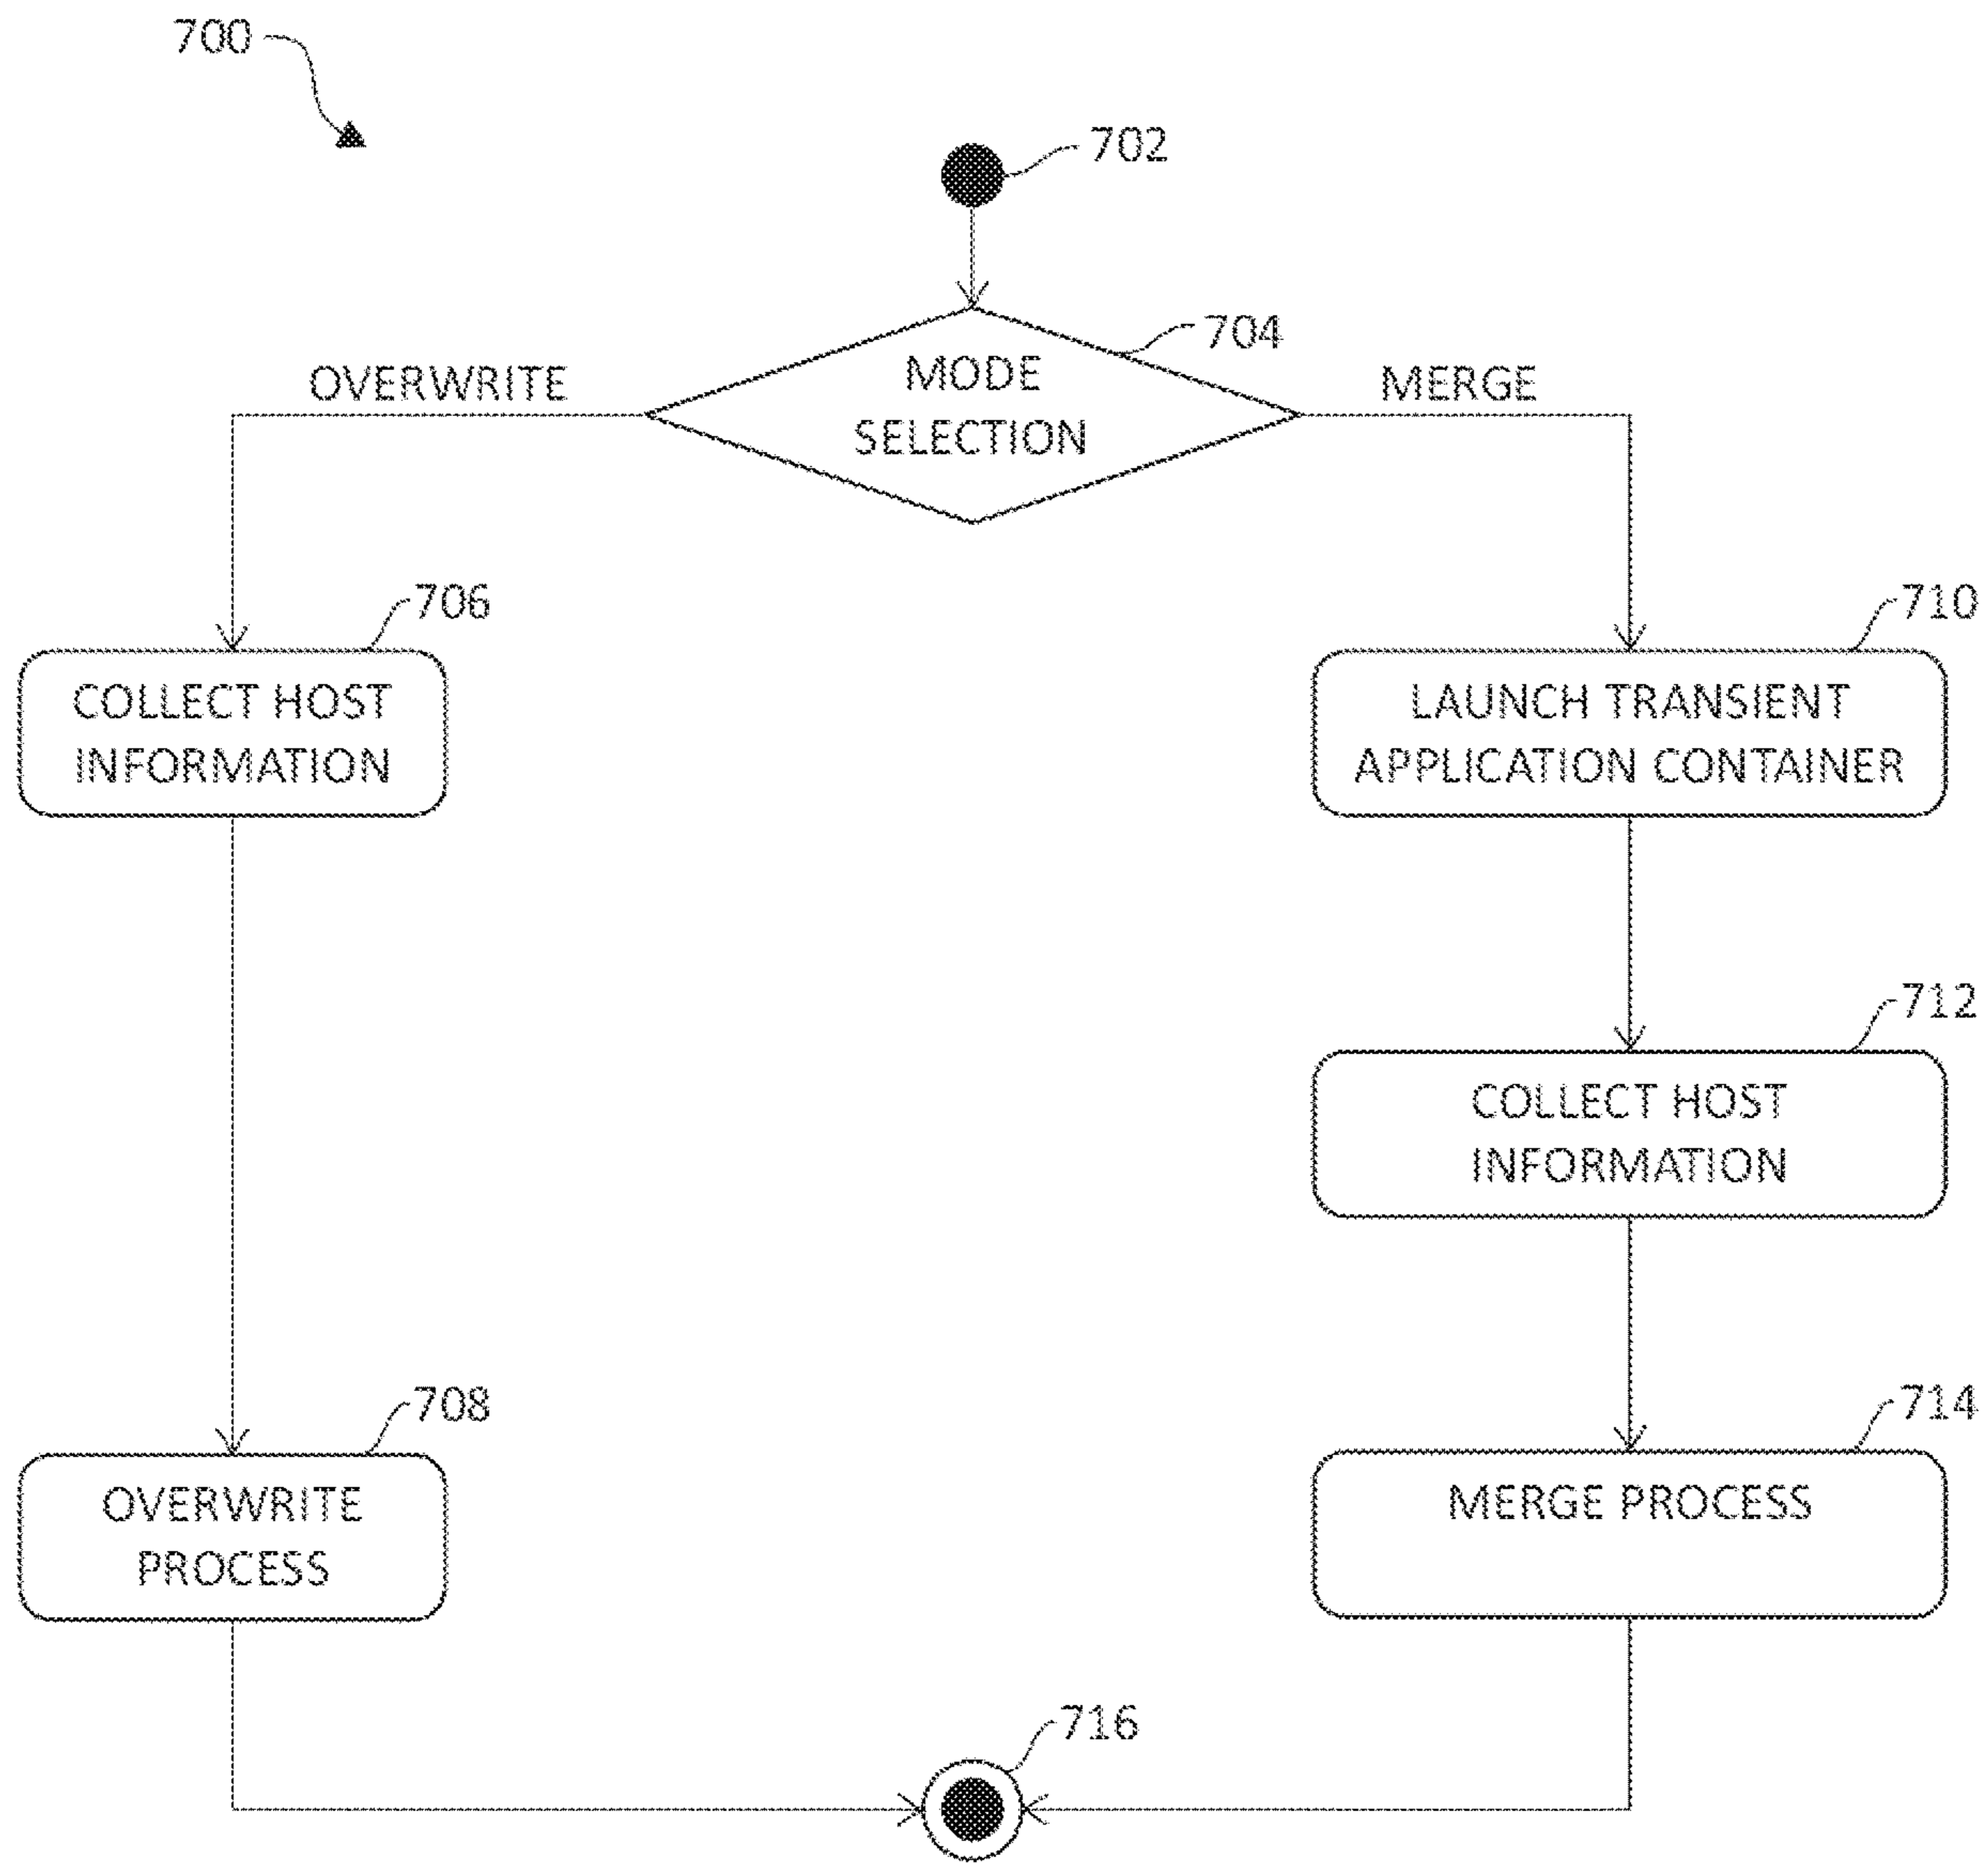 700
702
704
MODE
SELECTION
OVERWRITE
MERGE
706
COLLECT HOST
INFORMATION
710
LAUNCH TRANSIENT
APPLICATION CONTAINER
712
COLLECT HOST
INFORMATION
708
OVERWRITE
PROCESS
714
MERGE PROCESS
716